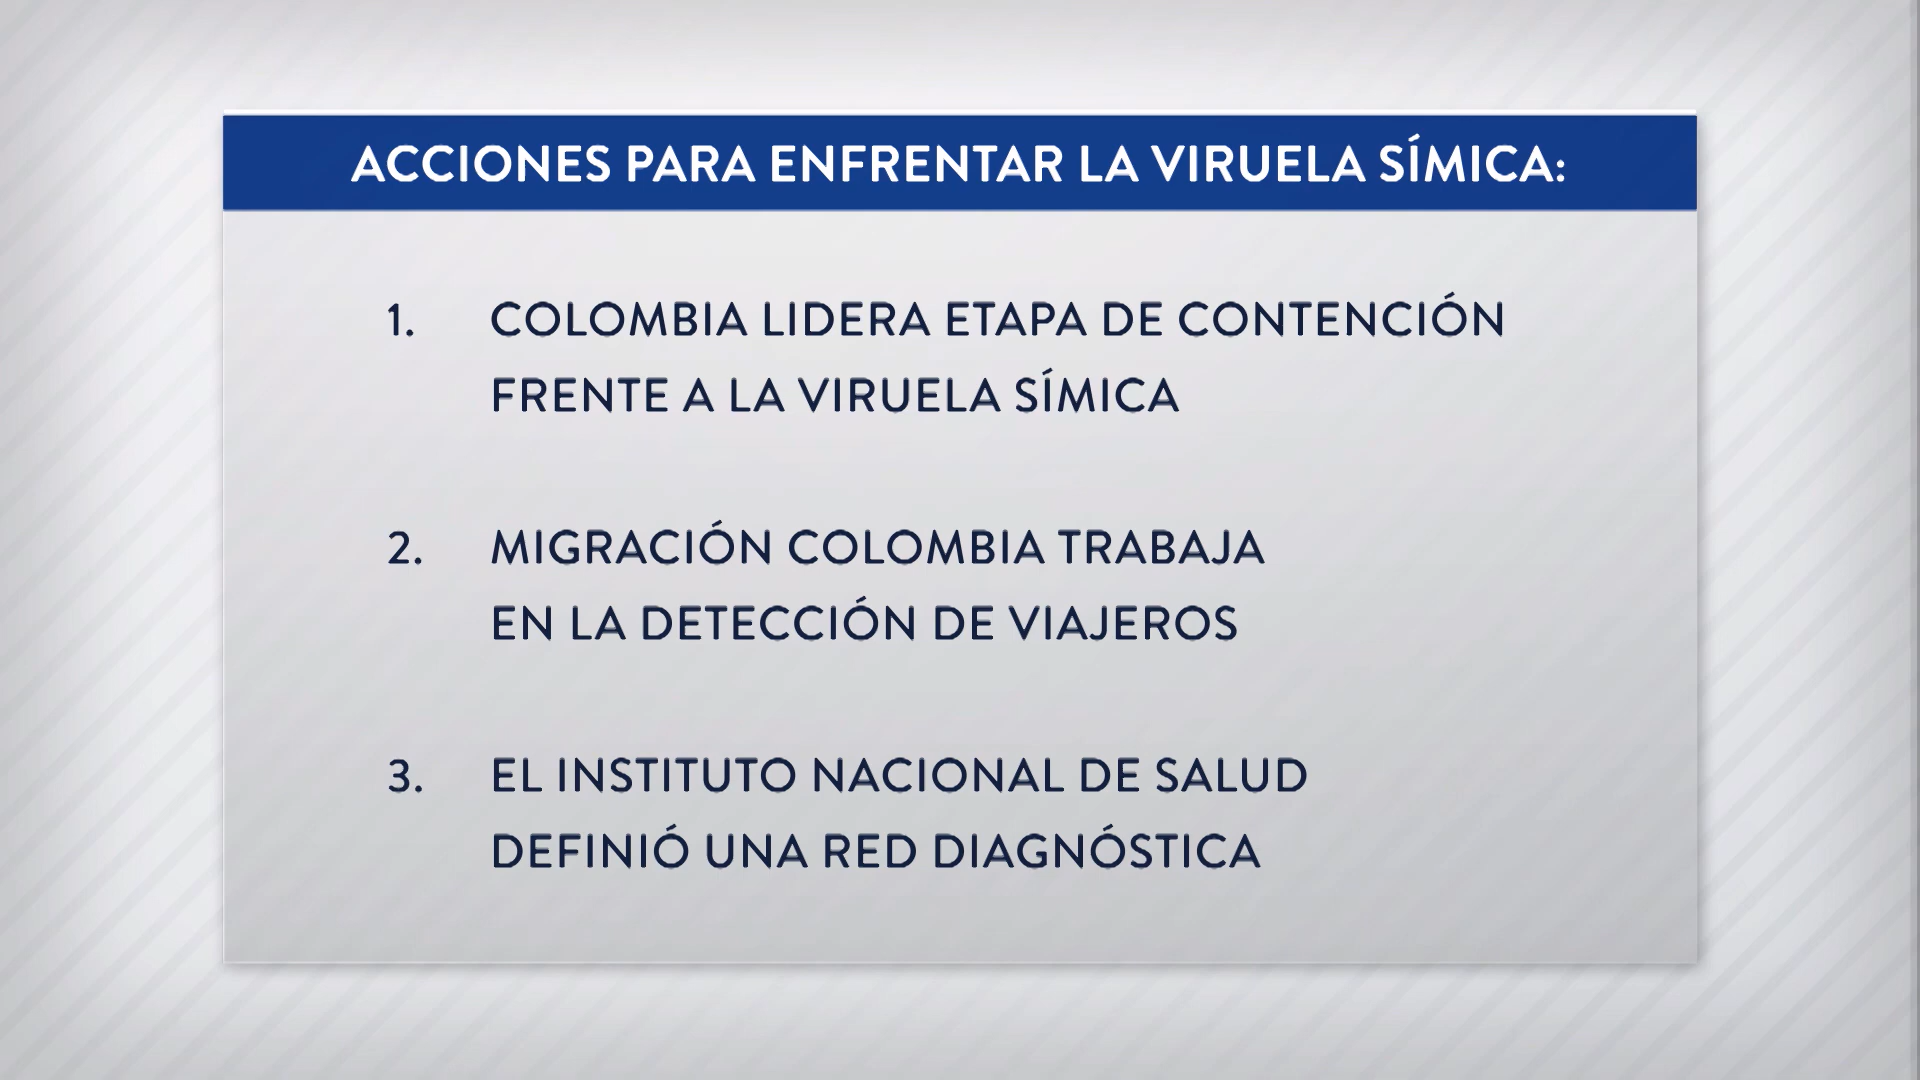 ACCIONES PARA ENFRENTAR LA VIRUELA SÍMICA:
1. COLOMBIA LIDERA ETAPA DE CONTENCIÓN
FRENTE A LA VIRUELA SÍMICA
2. MIGRACIÓN COLOMBIA TRABAJA
EN LA DETECCIÓN DE VIAJEROS
3. EL INSTITUTO NACIONAL DE SALUD
DEFINIÓ UNA RED DIAGNÓSTICA